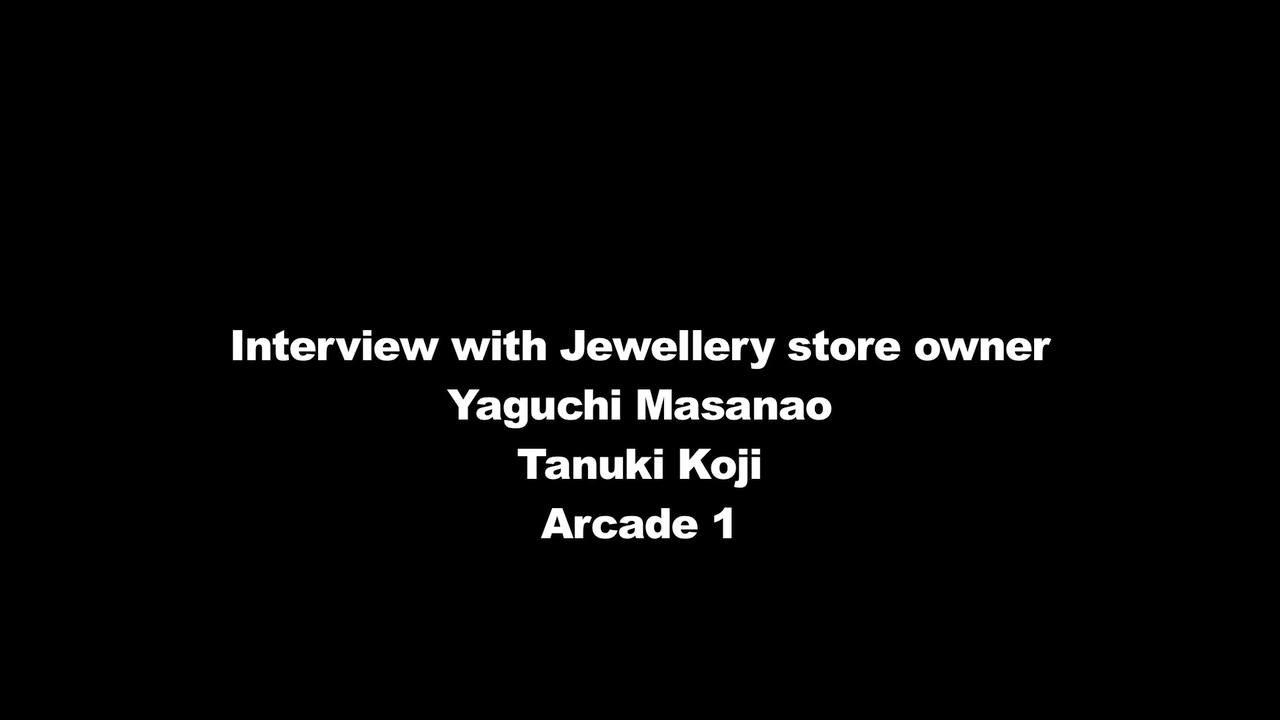 Interview with Jewellery store owner
Yaguchi Masanao
Tanuki Koji
Arcade 1